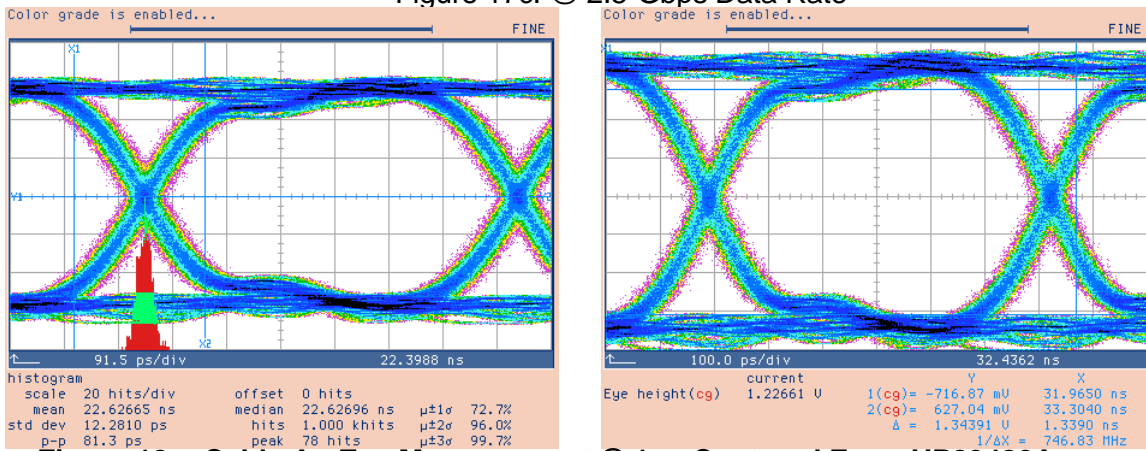 Color grade is enabled...
FINE
X1
Y1
X2
91.5 ps/div 22.3988 ns
histogram
scale 20 hits/div offset 0 hits
mean 22.62665 ns median 22.62696 ns µ±1σ 72.7%
std dev 12.2810 ps hits 1.000 khits µ±2σ 96.0%
p-p 81.3 ps peak 78 hits µ±3σ 99.7%
Color grade is enabled...
FINE
X1
100.0 ps/div 32.4362 ns
current Y X
Eye height(cg) 1.22661 V 1(cg)= -716.87 mV 31.9650 ns
2(cg)= 627.04 mV 33.3040 ns
Δ = 1.34391 V 1.3390 ns
1/ΔX = 746.83 MHz